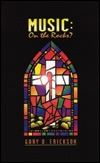 MUSIC:
On the Rocks?
GARY D. ERICKSON